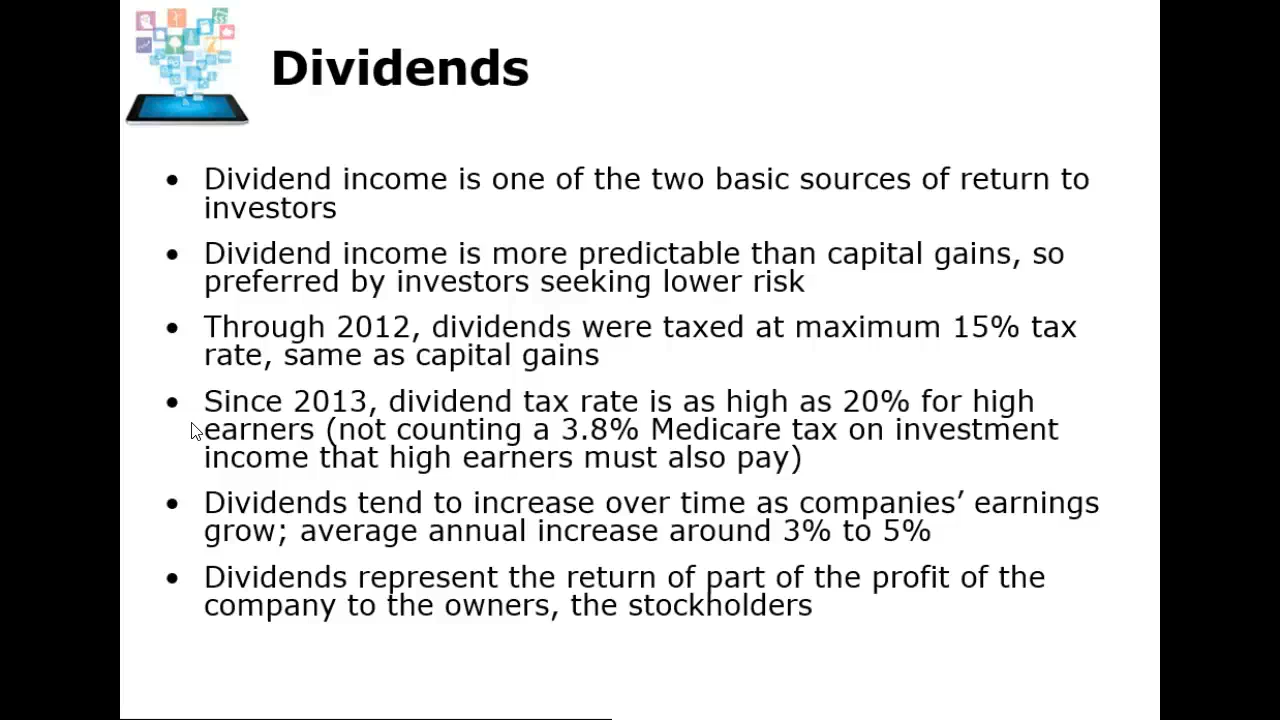 Dividends
• Dividend income is one of the two basic sources of return to
investors
• Dividend income is more predictable than capital gains, so
preferred by investors seeking lower risk
• Through 2012, dividends were taxed at maximum 15% tax
rate, same as capital gains
• Since 2013, dividend tax rate is as high as 20% for high
earners (not counting a 3.8% Medicare tax on investment
income that high earners must also pay)
• Dividends tend to increase over time as companies’ earnings
grow; average annual increase around 3% to 5%
• Dividends represent the return of part of the profit of the
company to the owners, the stockholders